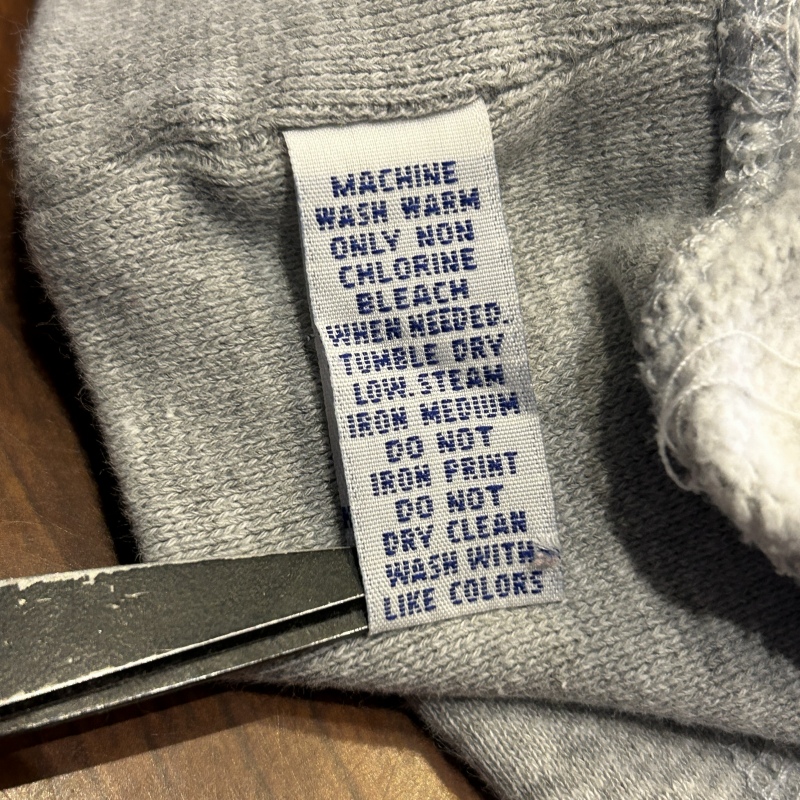 MACHINE
WASH WARM
ONLY NON
CHLORINE
BLEACH
WHEN NEEDED.
TUMBLE DRY
LOW. STEAM
IRON MEDIUM
DO NOT
IRON PRINT
DO NOT
DRY CLEAN
WASH WITH
LIKE COLORS